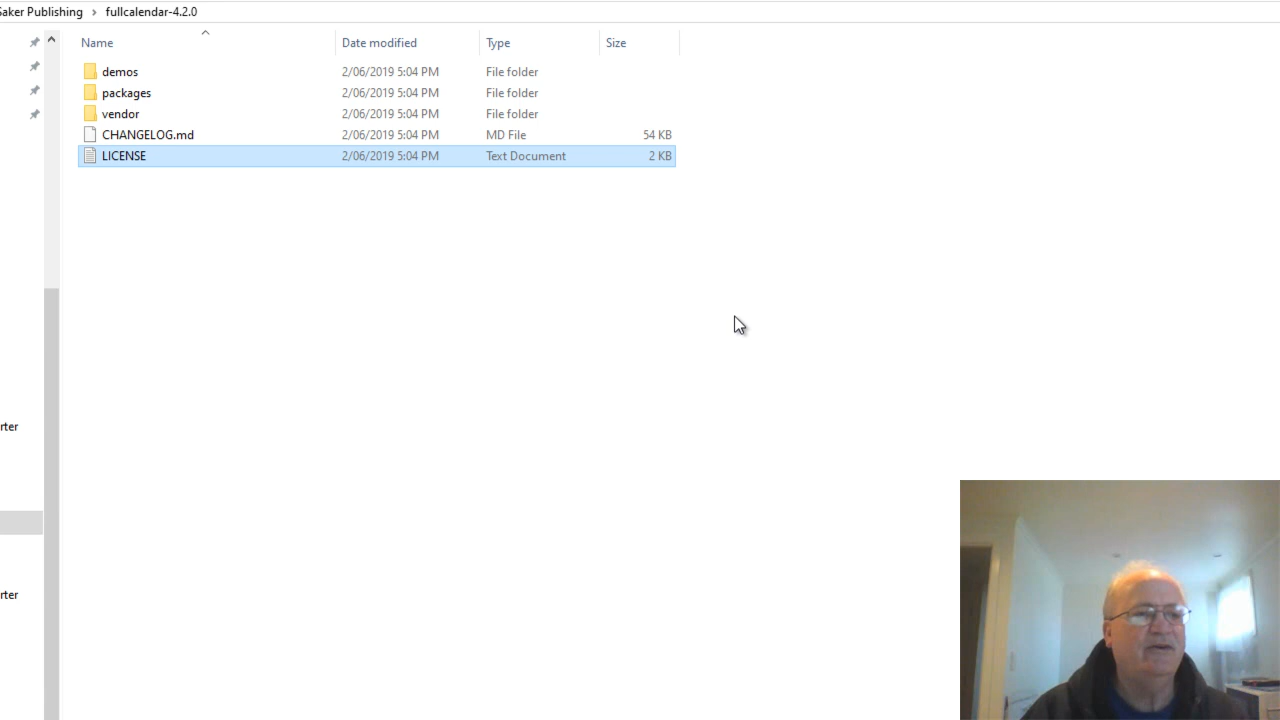 Saker Publishing > fullcalendar-4.2.0
Name Date modified Type Size
demos 2/06/2019 5:04 PM File folder
packages 2/06/2019 5:04 PM File folder
vendor 2/06/2019 5:04 PM File folder
CHANGELOG.md 2/06/2019 5:04 PM MD File 54 KB
LICENSE 2/06/2019 5:04 PM Text Document 2 KB
rter
rter